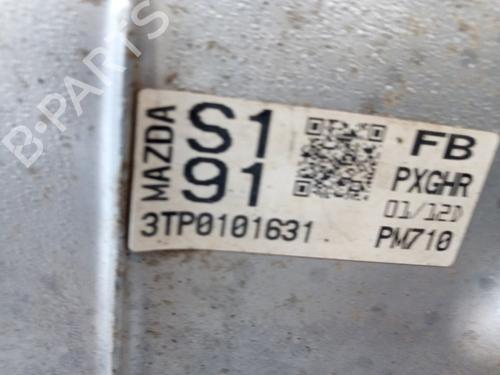 B-PARTS
MAZDA
S1
91
3TP0101631
FB
PXGHR
01/12D
PM710